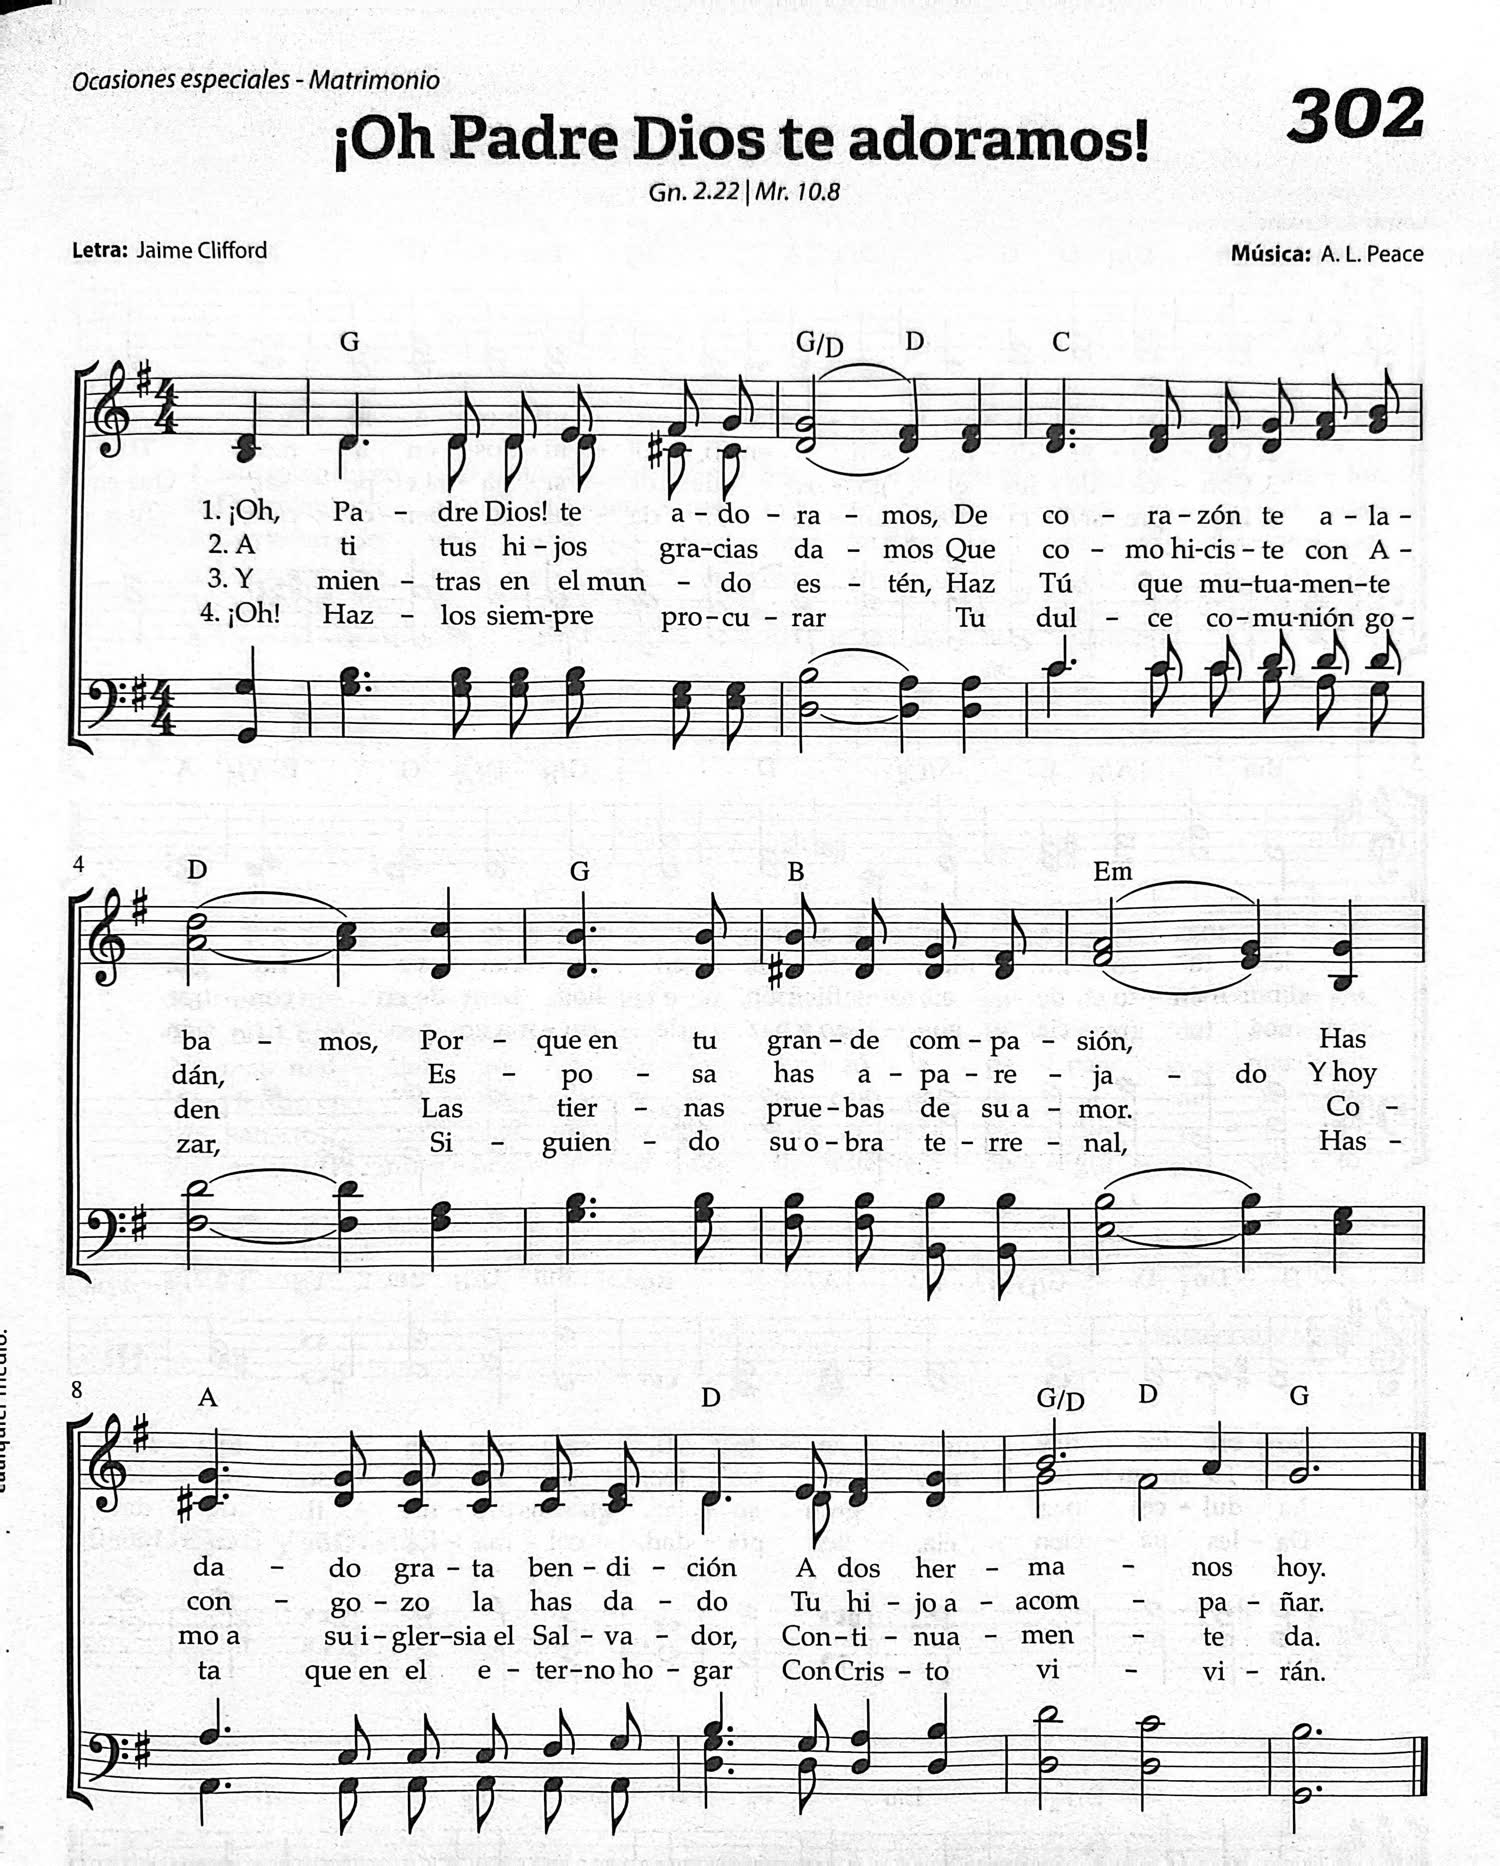 Ocasiones especiales - Matrimonio
302
¡Oh Padre Dios te adoramos!
Gn. 2.22 | Mr. 10.8
Letra: Jaime Clifford
Música: A. L. Peace
G G/D D C
1. ¡Oh, Pa - dre Dios! te a - do - ra - mos, De co - ra - zón te a - la -
2. A ti tus hi - jos gra - cias da - mos Que co - mo hi - cis - te con A -
3. Y mien - tras en el mun - do es - tén, Haz Tú que mu - tua - men - te
4. ¡Oh! Haz - los siem - pre pro - cu - rar Tu dul - ce co - mu - nión go -
4
D G B Em
ba - mos, Por - que en tu gran - de com - pa - sión, Has
dán, Es - po - sa has a - pa - re - ja - do Y hoy
den Las tier - nas prue - bas de su a - mor. Co -
zar, Si - guien - do su o - bra te - rre - nal, Has -
8
A D G/D D G
da - do gra - ta ben - di - ción A dos her - ma - nos hoy.
con - go - zo la has da - do Tu hi - jo a - acom - pa - ñar.
mo a su i - gler - sia el Sal - va - dor, Con - ti - nua - men - te da.
ta que en el e - ter - no ho - gar Con Cris - to vi - vi - rán.